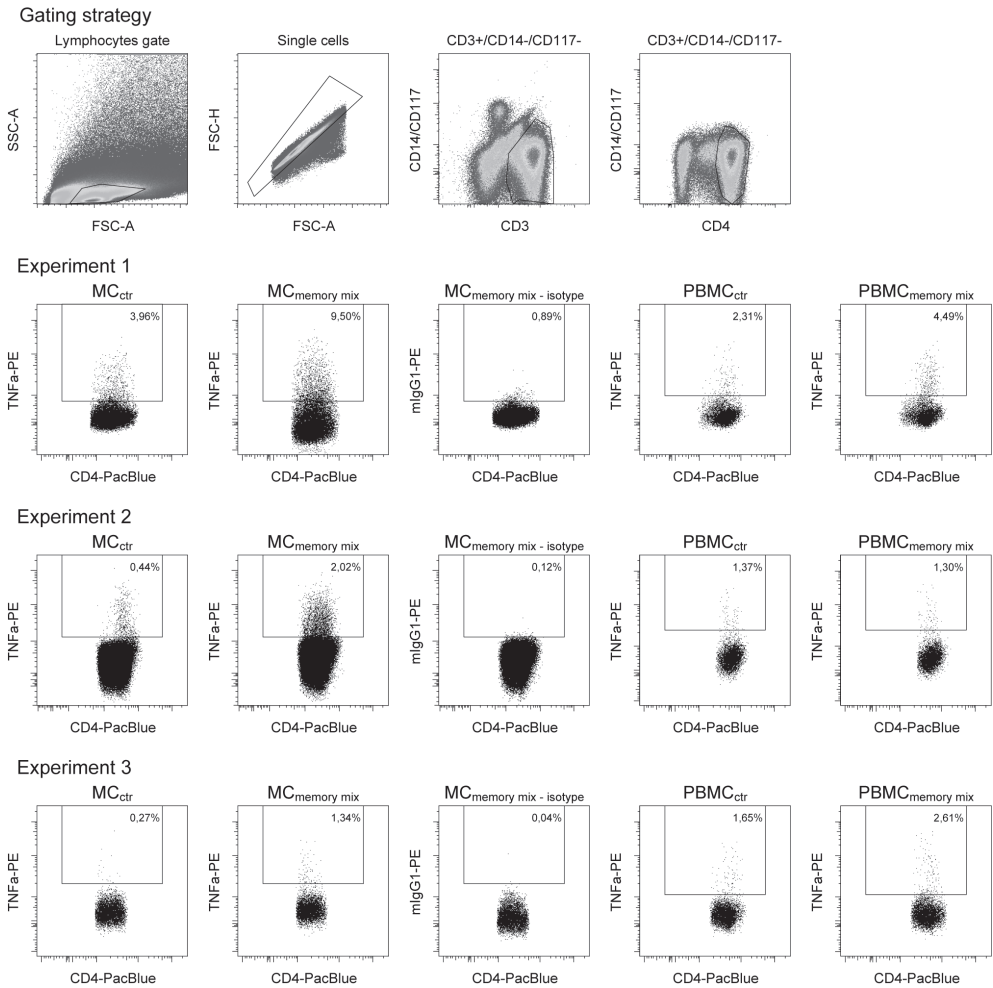 Gating strategy
Lymphocytes gate
Single cells
CD3+/CD14-/CD117-
CD3+/CD14-/CD117-
SSC-A
FSC-H
CD14/CD117
CD14/CD117
FSC-A
FSC-A
CD3
CD4
Experiment 1
MCctr
MCmemory mix
MCmemory mix - isotype
PBMCctr
PBMCmemory mix
3,96%
9,50%
0,89%
2,31%
4,49%
TNFa-PE
TNFa-PE
mIgG1-PE
TNFa-PE
TNFa-PE
CD4-PacBlue
CD4-PacBlue
CD4-PacBlue
CD4-PacBlue
CD4-PacBlue
Experiment 2
MCctr
MCmemory mix
MCmemory mix - isotype
PBMCctr
PBMCmemory mix
0,44%
2,02%
0,12%
1,37%
1,30%
TNFa-PE
TNFa-PE
mIgG1-PE
TNFa-PE
TNFa-PE
CD4-PacBlue
CD4-PacBlue
CD4-PacBlue
CD4-PacBlue
CD4-PacBlue
Experiment 3
MCctr
MCmemory mix
MCmemory mix - isotype
PBMCctr
PBMCmemory mix
0,27%
1,34%
0,04%
1,65%
2,61%
TNFa-PE
TNFa-PE
mIgG1-PE
TNFa-PE
TNFa-PE
CD4-PacBlue
CD4-PacBlue
CD4-PacBlue
CD4-PacBlue
CD4-PacBlue